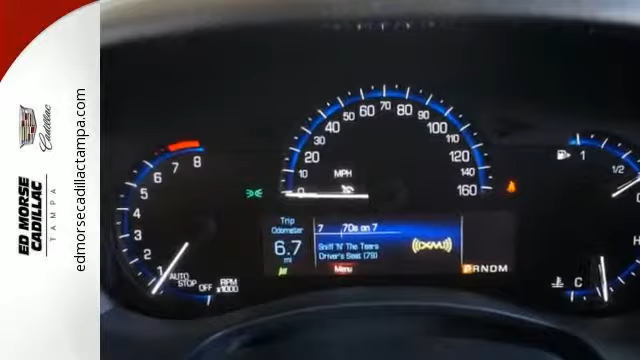 Cadillac
ED MORSE
CADILLAC
TAMPA
edmorsecadillactampa.com
1
2
3
4
5
6
7
8
AUTO
STOP
OFF
RPM
x1000
0
10
20
30
40
50
60
70
80
100
120
140
160
MPH
Trip
Odometer
6.7
mi
7 70s on 7
Sniff 'N' The Tears
Driver's Seat (79)
((XM))
Menu
PRNDM
1
1/2
C
H